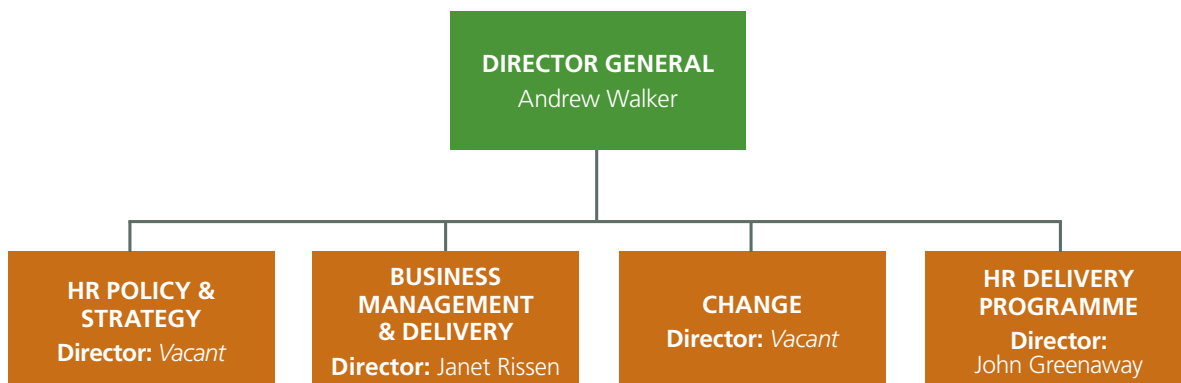 DIRECTOR GENERAL
Andrew Walker
HR POLICY &
STRATEGY
Director: Vacant
BUSINESS
MANAGEMENT
& DELIVERY
Director: Janet Rissen
CHANGE
Director: Vacant
HR DELIVERY
PROGRAMME
Director:
John Greenaway